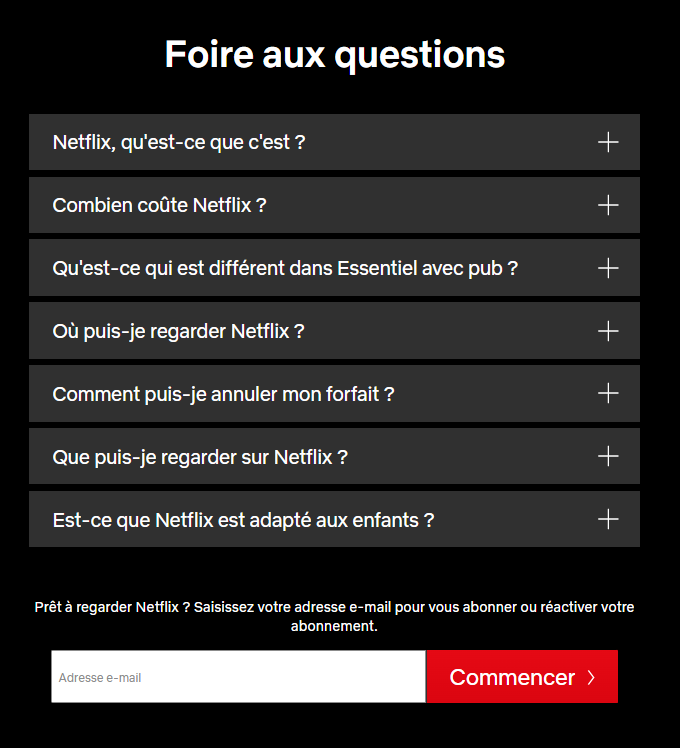 Foire aux questions
Netflix, qu'est-ce que c'est ?
Combien coûte Netflix ?
Qu'est-ce qui est différent dans Essentiel avec pub ?
Où puis-je regarder Netflix ?
Comment puis-je annuler mon forfait ?
Que puis-je regarder sur Netflix ?
Est-ce que Netflix est adapté aux enfants ?
Prêt à regarder Netflix ? Saisissez votre adresse e-mail pour vous abonner ou réactiver votre
abonnement.
Adresse e-mail
Commencer